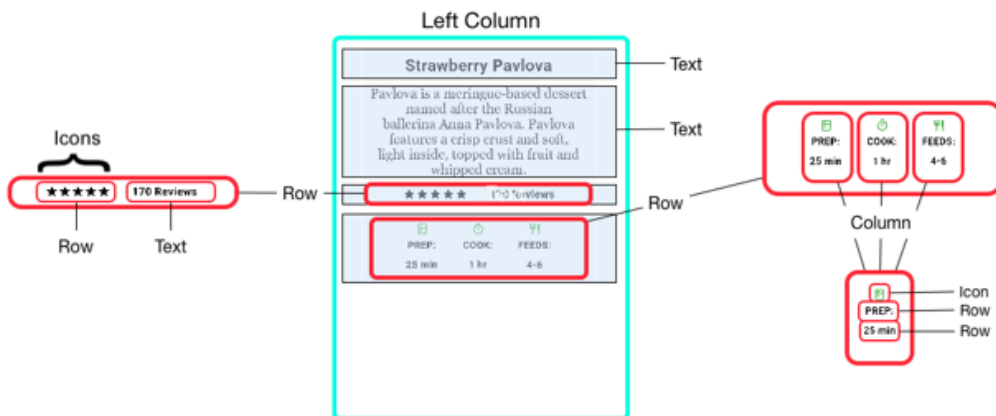 Left Column
Strawberry Pavlova
Text
Pavlova is a meringue-based dessert
named after the Russian
ballerina Anna Pavlova. Pavlova
features a crisp crust and soft,
light inside, topped with fruit and
whipped cream.
Text
Icons
★★★★★ 170 Reviews
Row
Text
Row
★★★★★ 170 Reviews
Row
PREP: COOK: FEEDS:
25 min 1 hr 4-6
PREP: COOK: FEEDS:
25 min 1 hr 4-6
Column
Icon
PREP:
Row
25 min
Row